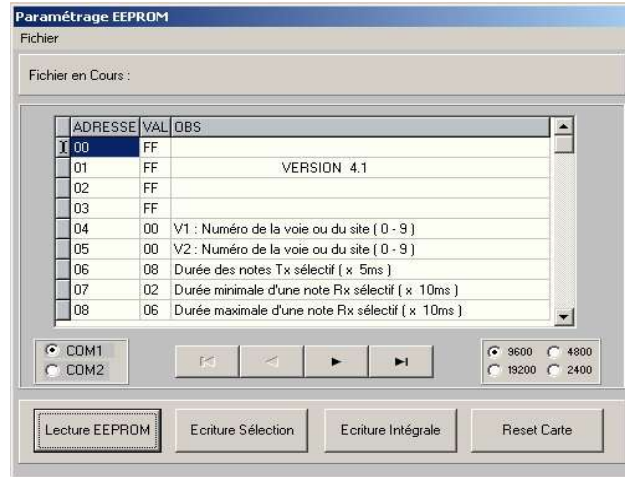 Paramétrage EEPROM
Fichier
Fichier en Cours :
ADRESSE VAL OBS
00 FF
01 FF VERSION 4.1
02 FF
03 FF
04 00 V1 : Numéro de la voie ou du site ( 0 - 9 )
05 00 V2 : Numéro de la voie ou du site ( 0 - 9 )
06 08 Durée des notes Tx sélectif ( x 5ms )
07 02 Durée minimale d'une note Rx sélectif ( x 10ms )
08 06 Durée maximale d'une note Rx sélectif ( x 10ms )
COM1 9600 4800
COM2 19200 2400
Lecture EEPROM Ecriture Sélection Ecriture Intégrale Reset Carte